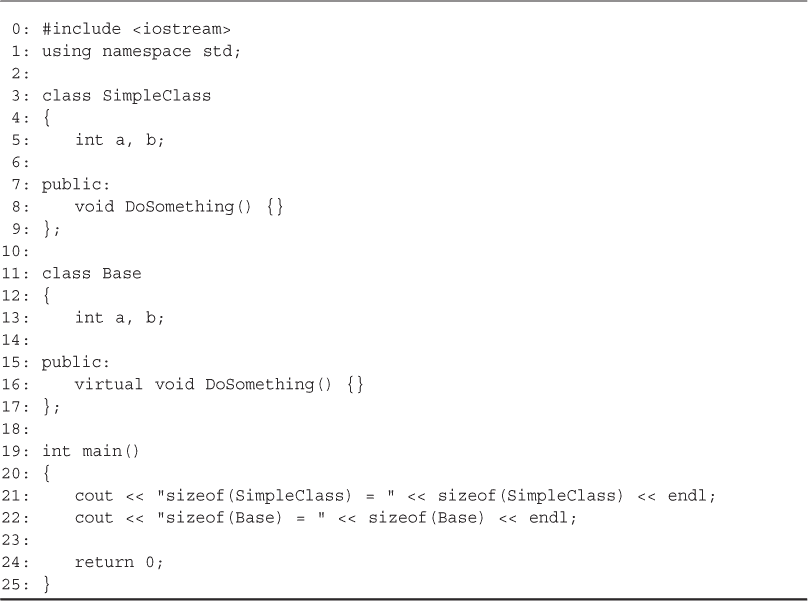 0: #include <iostream>
1: using namespace std;
2:
3: class SimpleClass
4: {
5:    int a, b;
6:
7: public:
8:    void DoSomething() {}
9: };
10:
11: class Base
12: {
13:    int a, b;
14:
15: public:
16:    virtual void DoSomething() {}
17: };
18:
19: int main()
20: {
21:    cout << "sizeof(SimpleClass) = " << sizeof(SimpleClass) << endl;
22:    cout << "sizeof(Base) = " << sizeof(Base) << endl;
23:
24:    return 0;
25: }